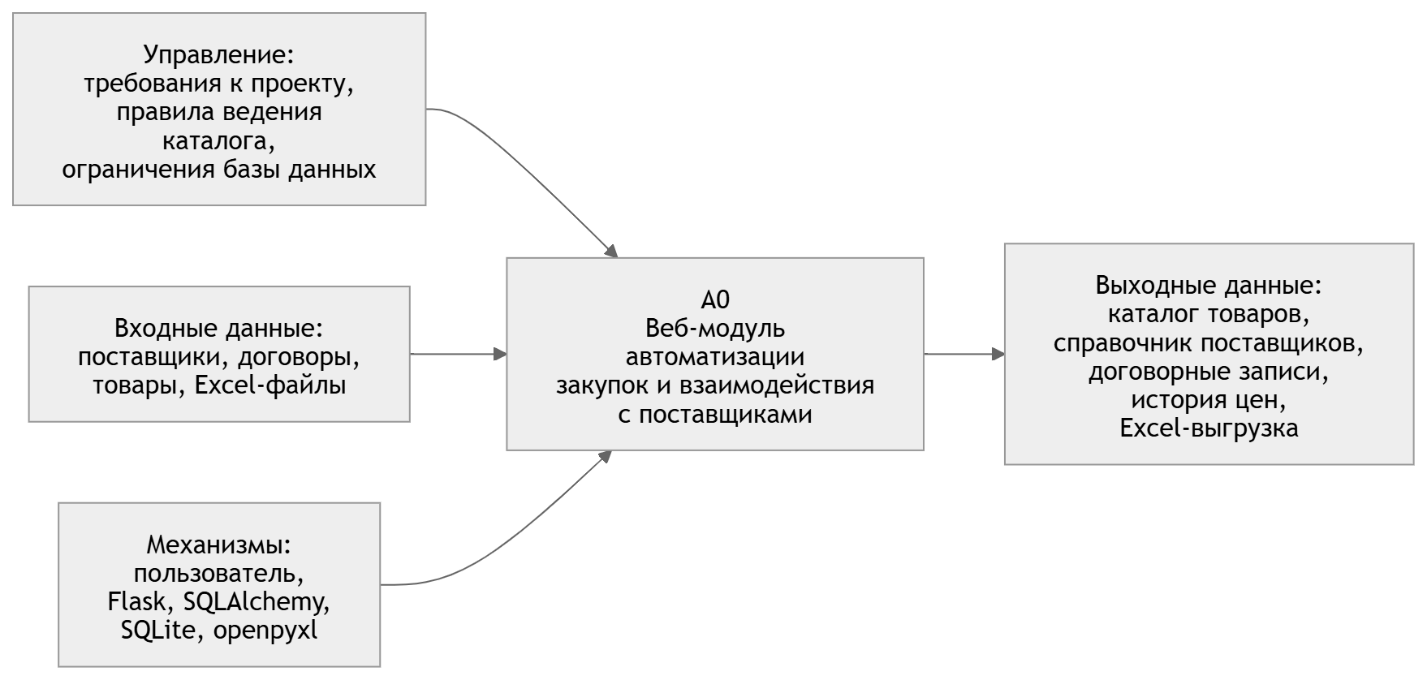 Управление:
требования к проекту,
правила ведения
каталога,
ограничения базы данных
Входные данные:
поставщики, договоры,
товары, Excel-файлы
Механизмы:
пользователь,
Flask, SQLAlchemy,
SQLite, openpyxl
A0
Веб-модуль
автоматизации
закупок и взаимодействия
с поставщиками
Выходные данные:
каталог товаров,
справочник поставщиков,
договорные записи,
история цен,
Excel-выгрузка